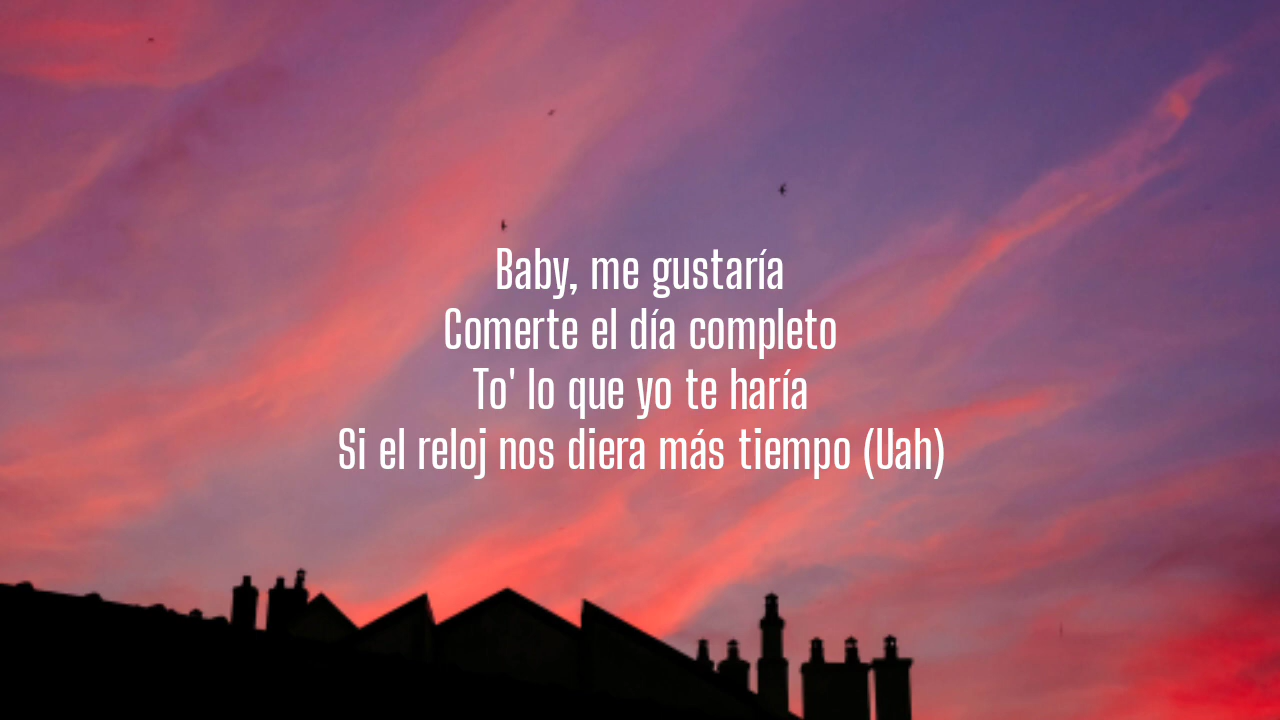 Baby, me gustaría
Comerte el día completo
To' lo que yo te haría
Si el reloj nos diera más tiempo (Uah)